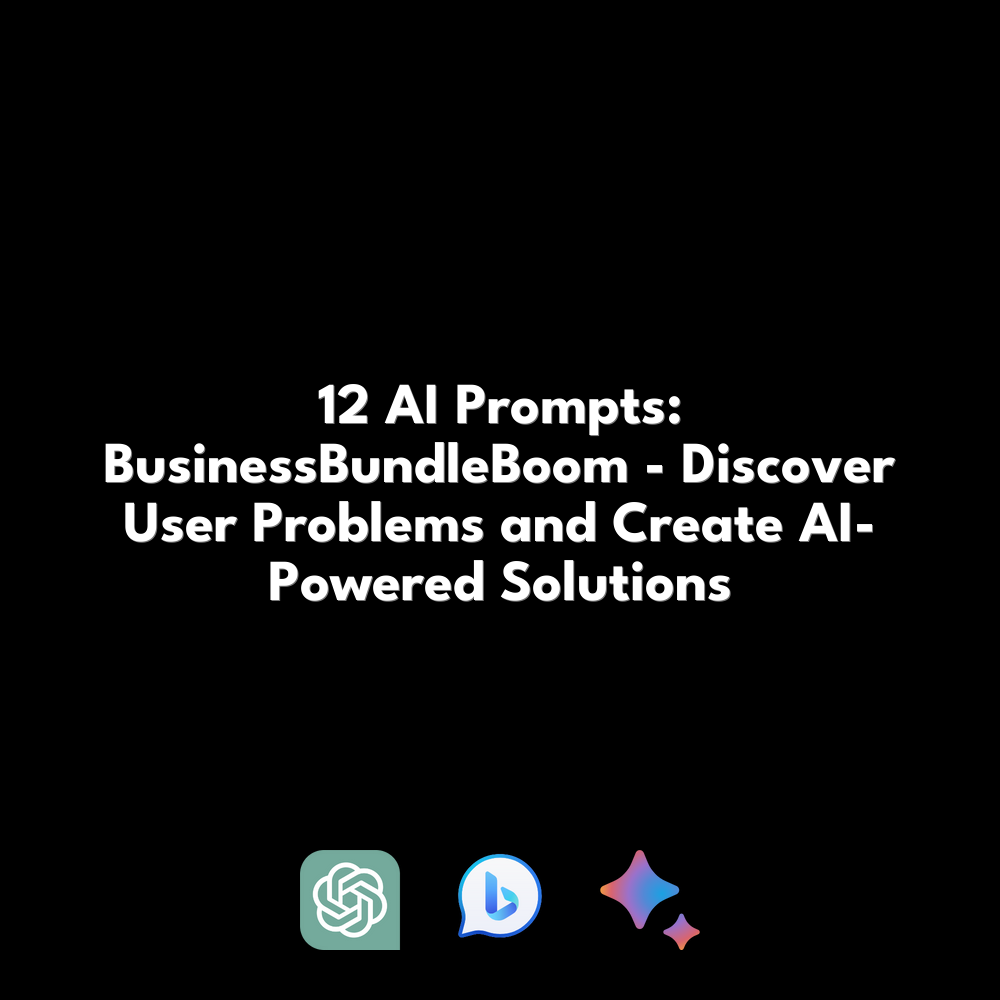 12 AI Prompts:
BusinessBundleBoom - Discover
User Problems and Create AI-
Powered Solutions